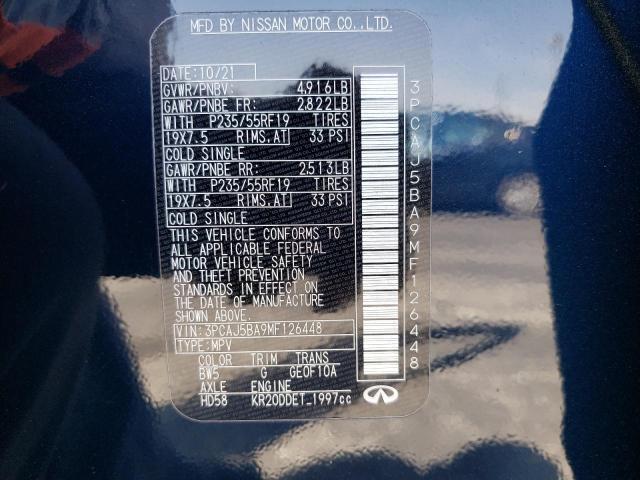 MFD BY NISSAN MOTOR CO.,LTD.
DATE:10/21
GVWR/PNBV: 4,916LB
GAWR/PNBE FR: 2,822LB
WITH P235/55RF19 TIRES
19X7.5 RIMS.AT 33 PSI
COLD SINGLE
GAWR/PNBE RR: 2,513LB
WITH P235/55RF19 TIRES
19X7.5 RIMS.AT 33 PSI
COLD SINGLE
THIS VEHICLE CONFORMS TO
ALL APPLICABLE FEDERAL
MOTOR VEHICLE SAFETY
AND THEFT PREVENTION
STANDARDS IN EFFECT ON
THE DATE OF MANUFACTURE
SHOWN ABOVE.
VIN:3PCAJ5BA9MF126448
TYPE:MPV
COLOR TRIM TRANS
BW5 G GE0F10A
AXLE ENGINE
HD58 KR20DDET_1997cc
3PCAJ5BA9MF126448